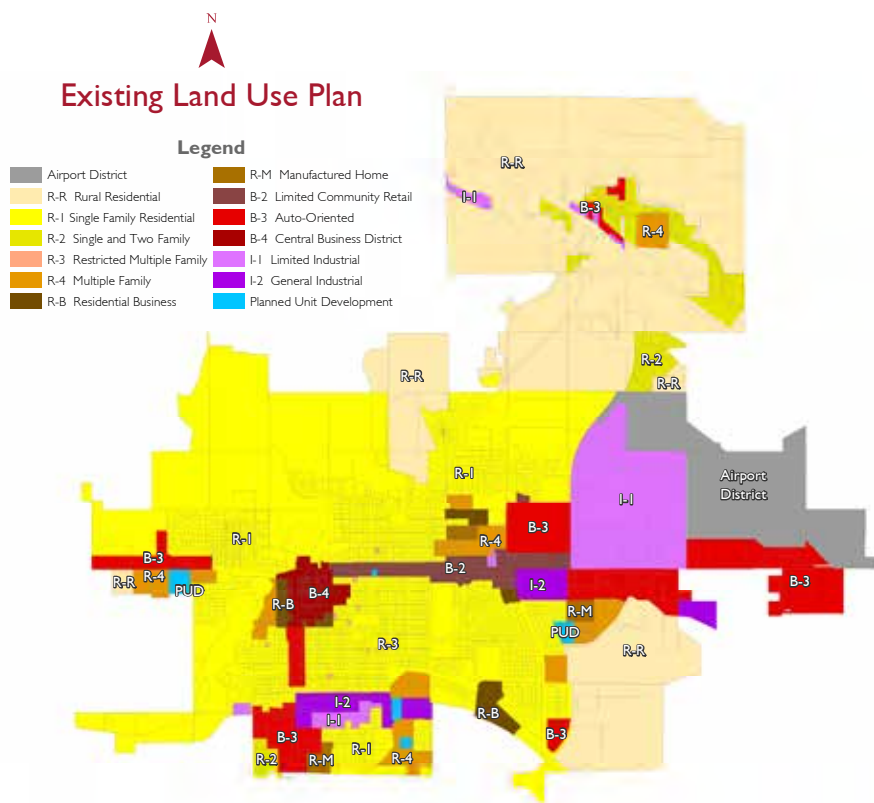 N
Existing Land Use Plan
Legend
Airport District
R-R Rural Residential
R-1 Single Family Residential
R-2 Single and Two Family
R-3 Restricted Multiple Family
R-4 Multiple Family
R-B Residential Business
R-M Manufactured Home
B-2 Limited Community Retail
B-3 Auto-Oriented
B-4 Central Business District
I-1 Limited Industrial
I-2 General Industrial
Planned Unit Development
R-R
I-1
B-3
R-4
R-2
R-R
R-R
R-1
Airport
District
I-1
B-3
R-1
R-4
B-3
B-2
R-R
R-4
PUD
I-2
B-3
B-4
R-B
R-M
PUD
R-3
R-R
I-2
R-B
I-1
B-3
R-1
B-3
R-2
R-M
R-4